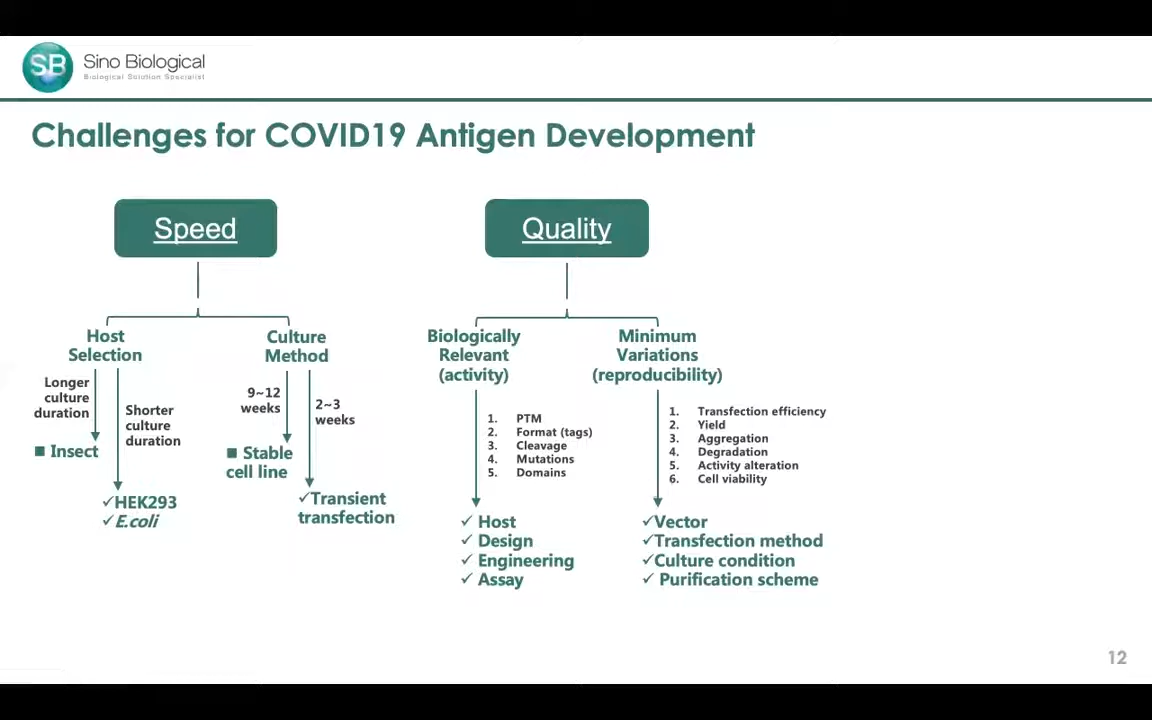 SB Sino Biological
Biological Solution Specialist
Challenges for COVID19 Antigen Development
Speed
Host
Selection
Longer
culture
duration
Shorter
culture
duration
■ Insect
✓HEK293
✓E.coli
Culture
Method
9~12
weeks
2~3
weeks
■ Stable
cell line
✓Transient
transfection
Quality
Biologically
Relevant
(activity)
1. PTM
2. Format (tags)
3. Cleavage
4. Mutations
5. Domains
✓ Host
✓ Design
✓ Engineering
✓ Assay
Minimum
Variations
(reproducibility)
1. Transfection efficiency
2. Yield
3. Aggregation
4. Degradation
5. Activity alteration
6. Cell viability
✓Vector
✓Transfection method
✓Culture condition
✓ Purification scheme
12